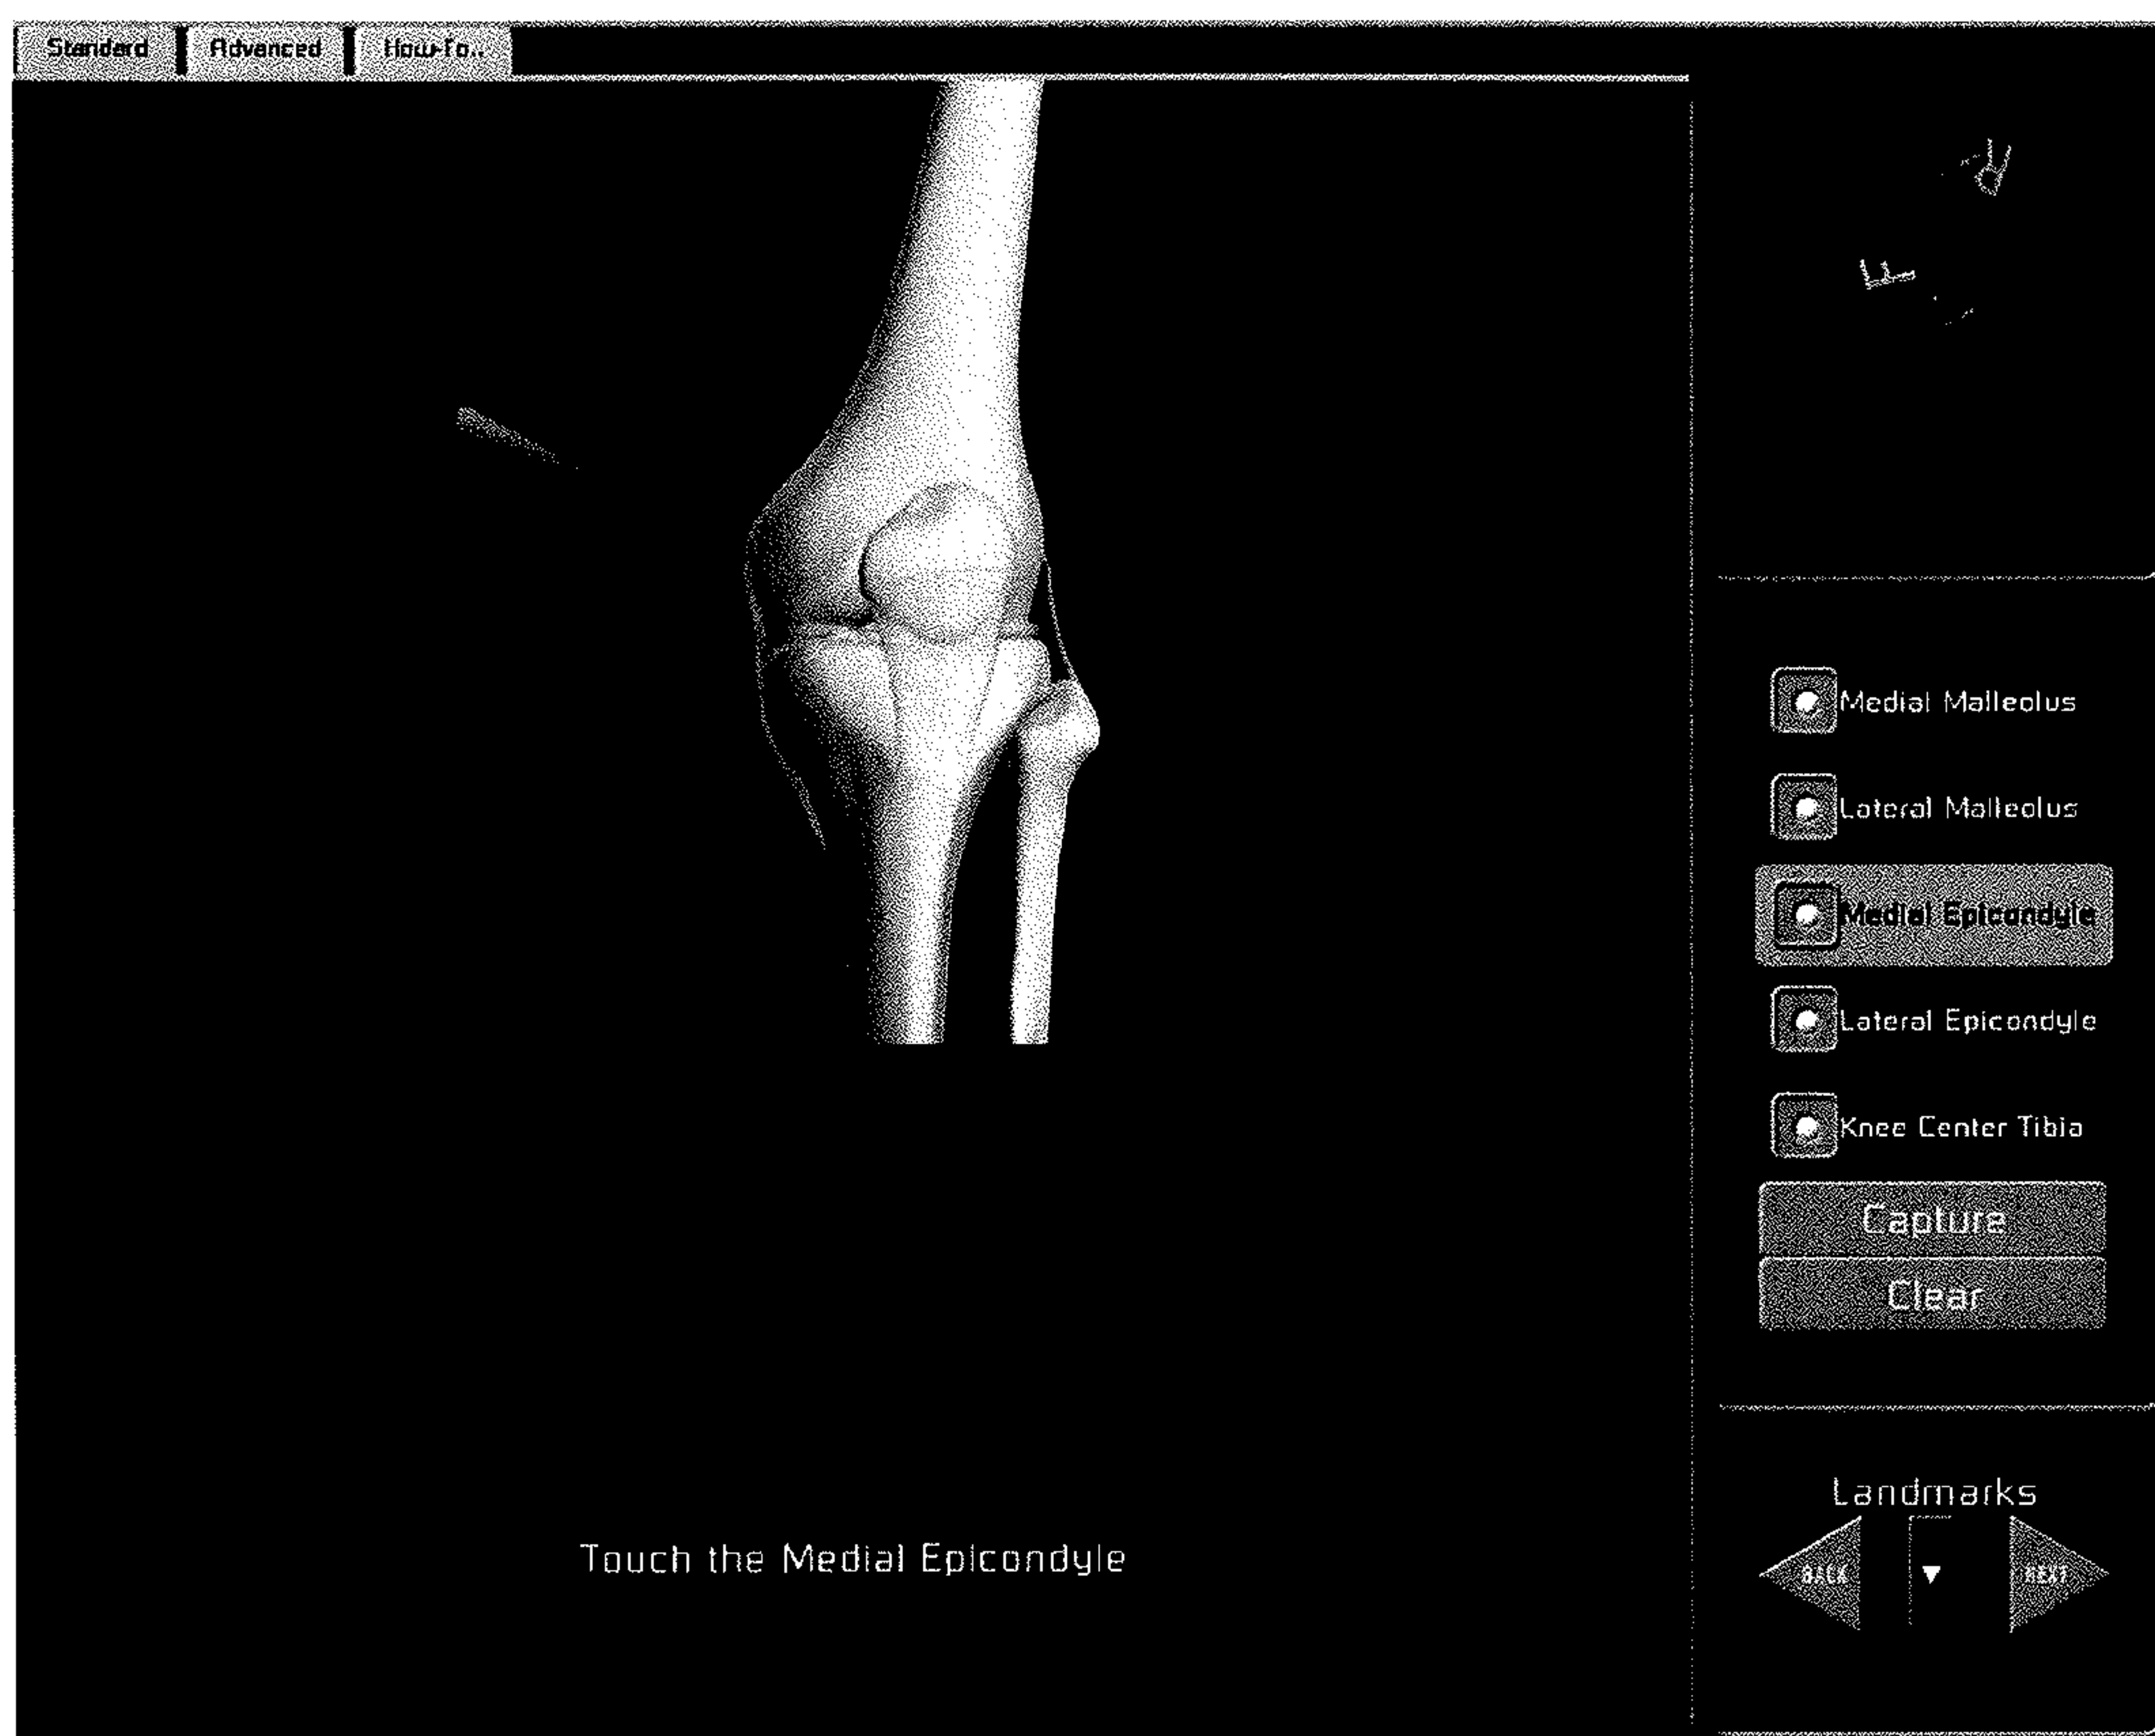 Standard
Advanced
How-To..
F
Medial Malleolus
Lateral Malleolus
Medial Epicondyle
Lateral Epicondyle
Knee Center Tibia
Capture
Clear
Landmarks
BACK
NEXT
Touch the Medial Epicondyle